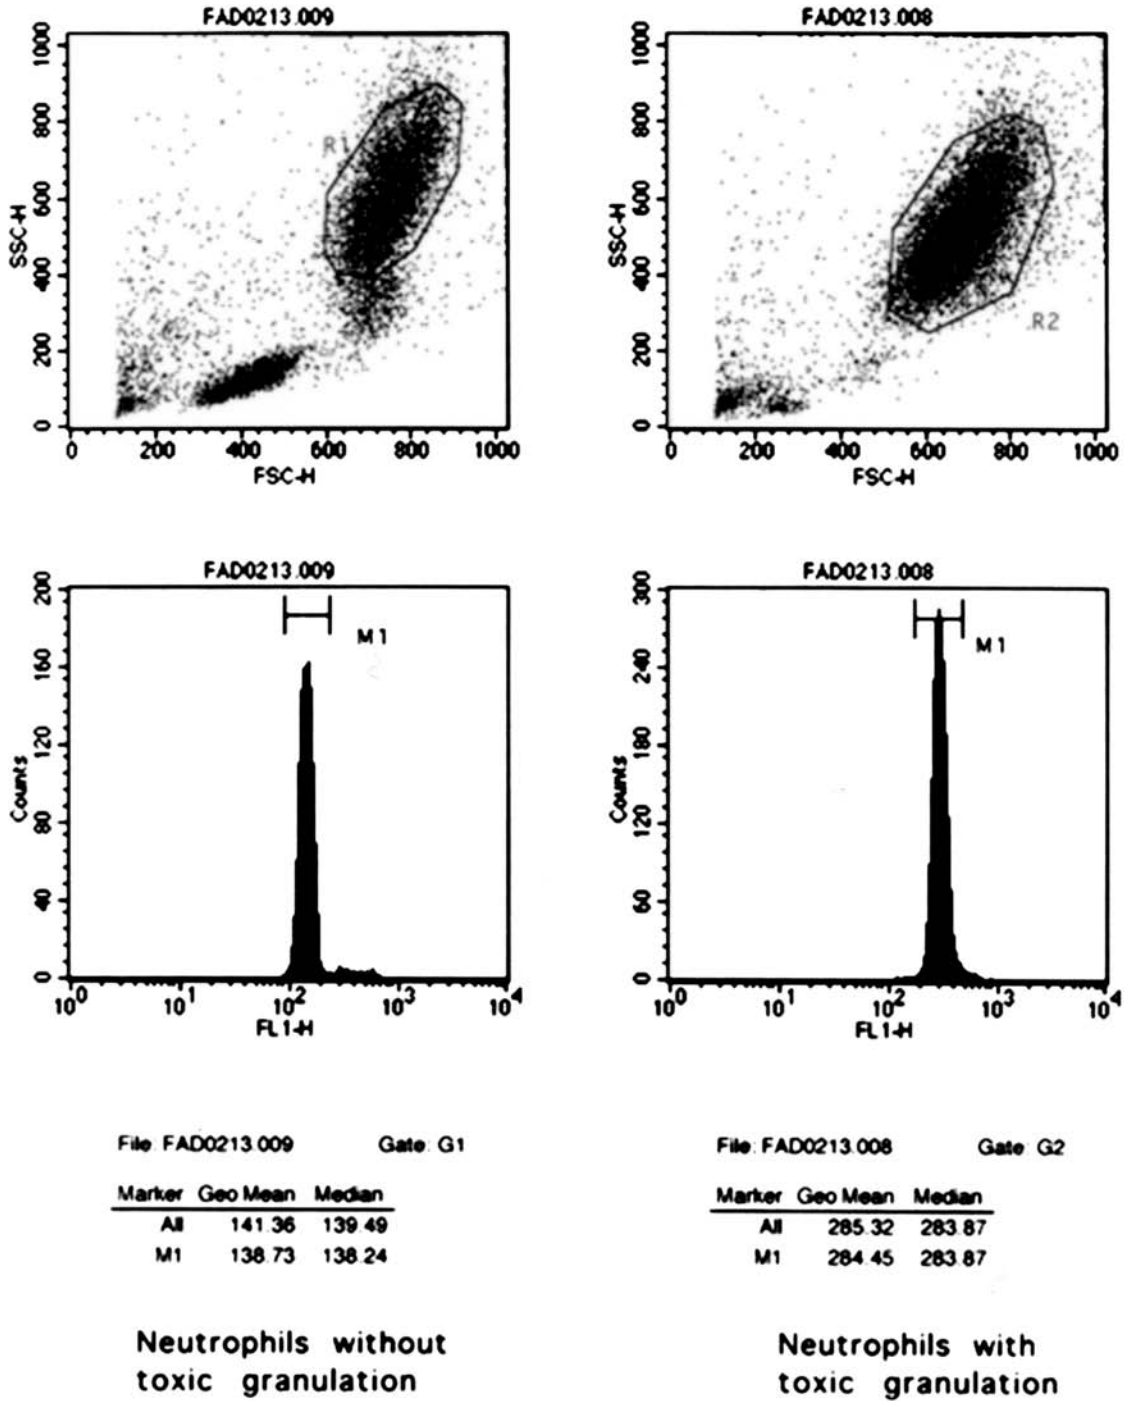 FAD0213.009
1000
800
600
400
200
0
SSC-H
R1
0 200 400 600 800 1000
FSC-H
FAD0213.008
1000
800
600
400
200
0
SSC-H
R2
0 200 400 600 800 1000
FSC-H
FAD0213.009
200
160
120
80
40
0
Counts
M1
10^0 10^1 10^2 10^3 10^4
FL1-H
FAD0213.008
300
240
180
120
60
0
Counts
M1
10^0 10^1 10^2 10^3 10^4
FL1-H
File: FAD0213.009 Gate: G1
Marker Geo Mean Median
All 141.36 139.49
M1 138.73 138.24
File: FAD0213.008 Gate: G2
Marker Geo Mean Median
All 285.32 283.87
M1 284.45 283.87
Neutrophils without
toxic granulation
Neutrophils with
toxic granulation